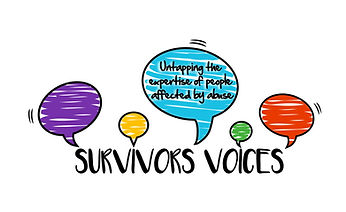 Untapping the
expertise of people
affected by abuse
SURVIVORS VOICES